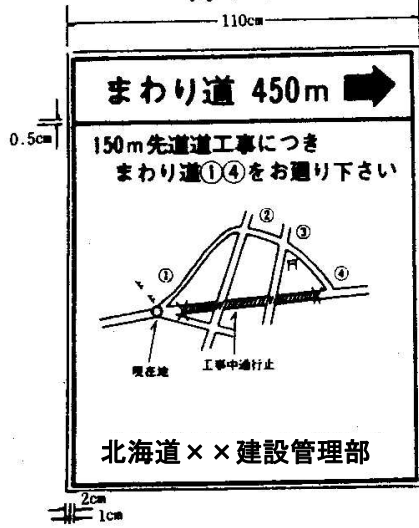 110cm
まわり道 450m
0.5cm
150m先道道工事につき
まわり道①④をお廻り下さい
②
③
①
④
現在地
工事中通行止
北海道××建設管理部
2cm
1cm